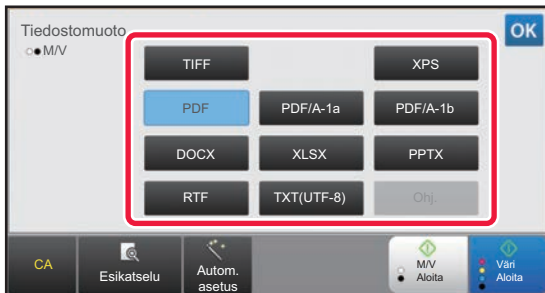 Tiedostomuoto
M/V
OK
TIFF
XPS
PDF
PDF/A-1a
PDF/A-1b
DOCX
XLSX
PPTX
RTF
TXT(UTF-8)
Ohj.
CA
Esikatselu
Autom.
asetus
M/V
Aloita
Väri
Aloita